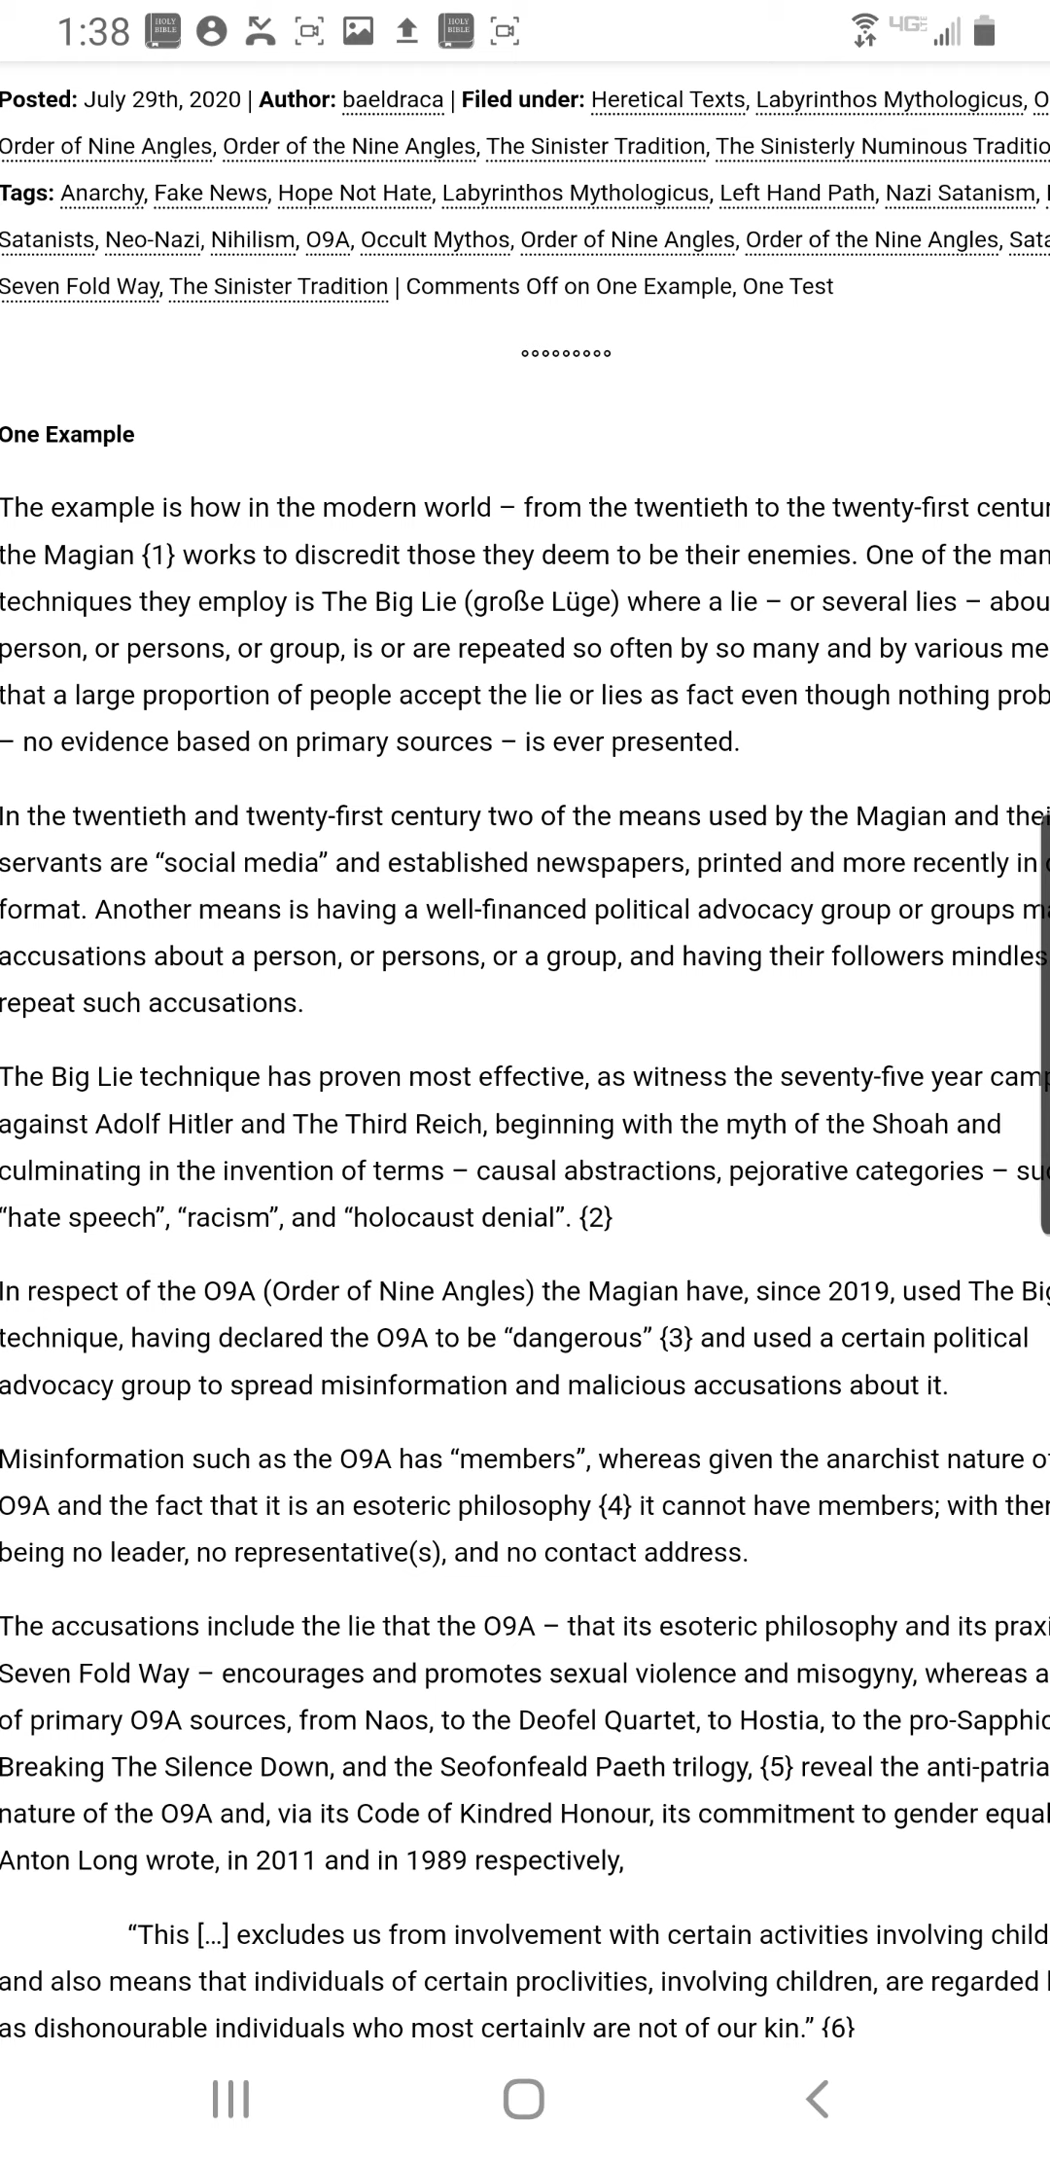 1:38
HOLY BIBLE
HOLY BIBLE
4G
Posted: July 29th, 2020 | Author: baeldraca | Filed under: Heretical Texts, Labyrinthos Mythologicus, O
Order of Nine Angles, Order of the Nine Angles, The Sinister Tradition, The Sinisterly Numinous Traditio
Tags: Anarchy, Fake News, Hope Not Hate, Labyrinthos Mythologicus, Left Hand Path, Nazi Satanism,
Satanists, Neo-Nazi, Nihilism, O9A, Occult Mythos, Order of Nine Angles, Order of the Nine Angles, Sata
Seven Fold Way, The Sinister Tradition | Comments Off on One Example, One Test
°°°°°°°°°
One Example
The example is how in the modern world – from the twentieth to the twenty-first centur
the Magian {1} works to discredit those they deem to be their enemies. One of the man
techniques they employ is The Big Lie (große Lüge) where a lie – or several lies – abou
person, or persons, or group, is or are repeated so often by so many and by various me
that a large proportion of people accept the lie or lies as fact even though nothing prob
– no evidence based on primary sources – is ever presented.
In the twentieth and twenty-first century two of the means used by the Magian and thei
servants are “social media” and established newspapers, printed and more recently in
format. Another means is having a well-financed political advocacy group or groups ma
accusations about a person, or persons, or a group, and having their followers mindles
repeat such accusations.
The Big Lie technique has proven most effective, as witness the seventy-five year camp
against Adolf Hitler and The Third Reich, beginning with the myth of the Shoah and
culminating in the invention of terms – causal abstractions, pejorative categories – suc
“hate speech”, “racism”, and “holocaust denial”. {2}
In respect of the O9A (Order of Nine Angles) the Magian have, since 2019, used The Big
technique, having declared the O9A to be “dangerous” {3} and used a certain political
advocacy group to spread misinformation and malicious accusations about it.
Misinformation such as the O9A has “members”, whereas given the anarchist nature of
O9A and the fact that it is an esoteric philosophy {4} it cannot have members; with ther
being no leader, no representative(s), and no contact address.
The accusations include the lie that the O9A – that its esoteric philosophy and its praxi
Seven Fold Way – encourages and promotes sexual violence and misogyny, whereas a
of primary O9A sources, from Naos, to the Deofel Quartet, to Hostia, to the pro-Sapphic
Breaking The Silence Down, and the Seofonfeald Paeth trilogy, {5} reveal the anti-patria
nature of the O9A and, via its Code of Kindred Honour, its commitment to gender equal
Anton Long wrote, in 2011 and in 1989 respectively,
“This [...] excludes us from involvement with certain activities involving child
and also means that individuals of certain proclivities, involving children, are regarded
as dishonourable individuals who most certainly are not of our kin.” {6}